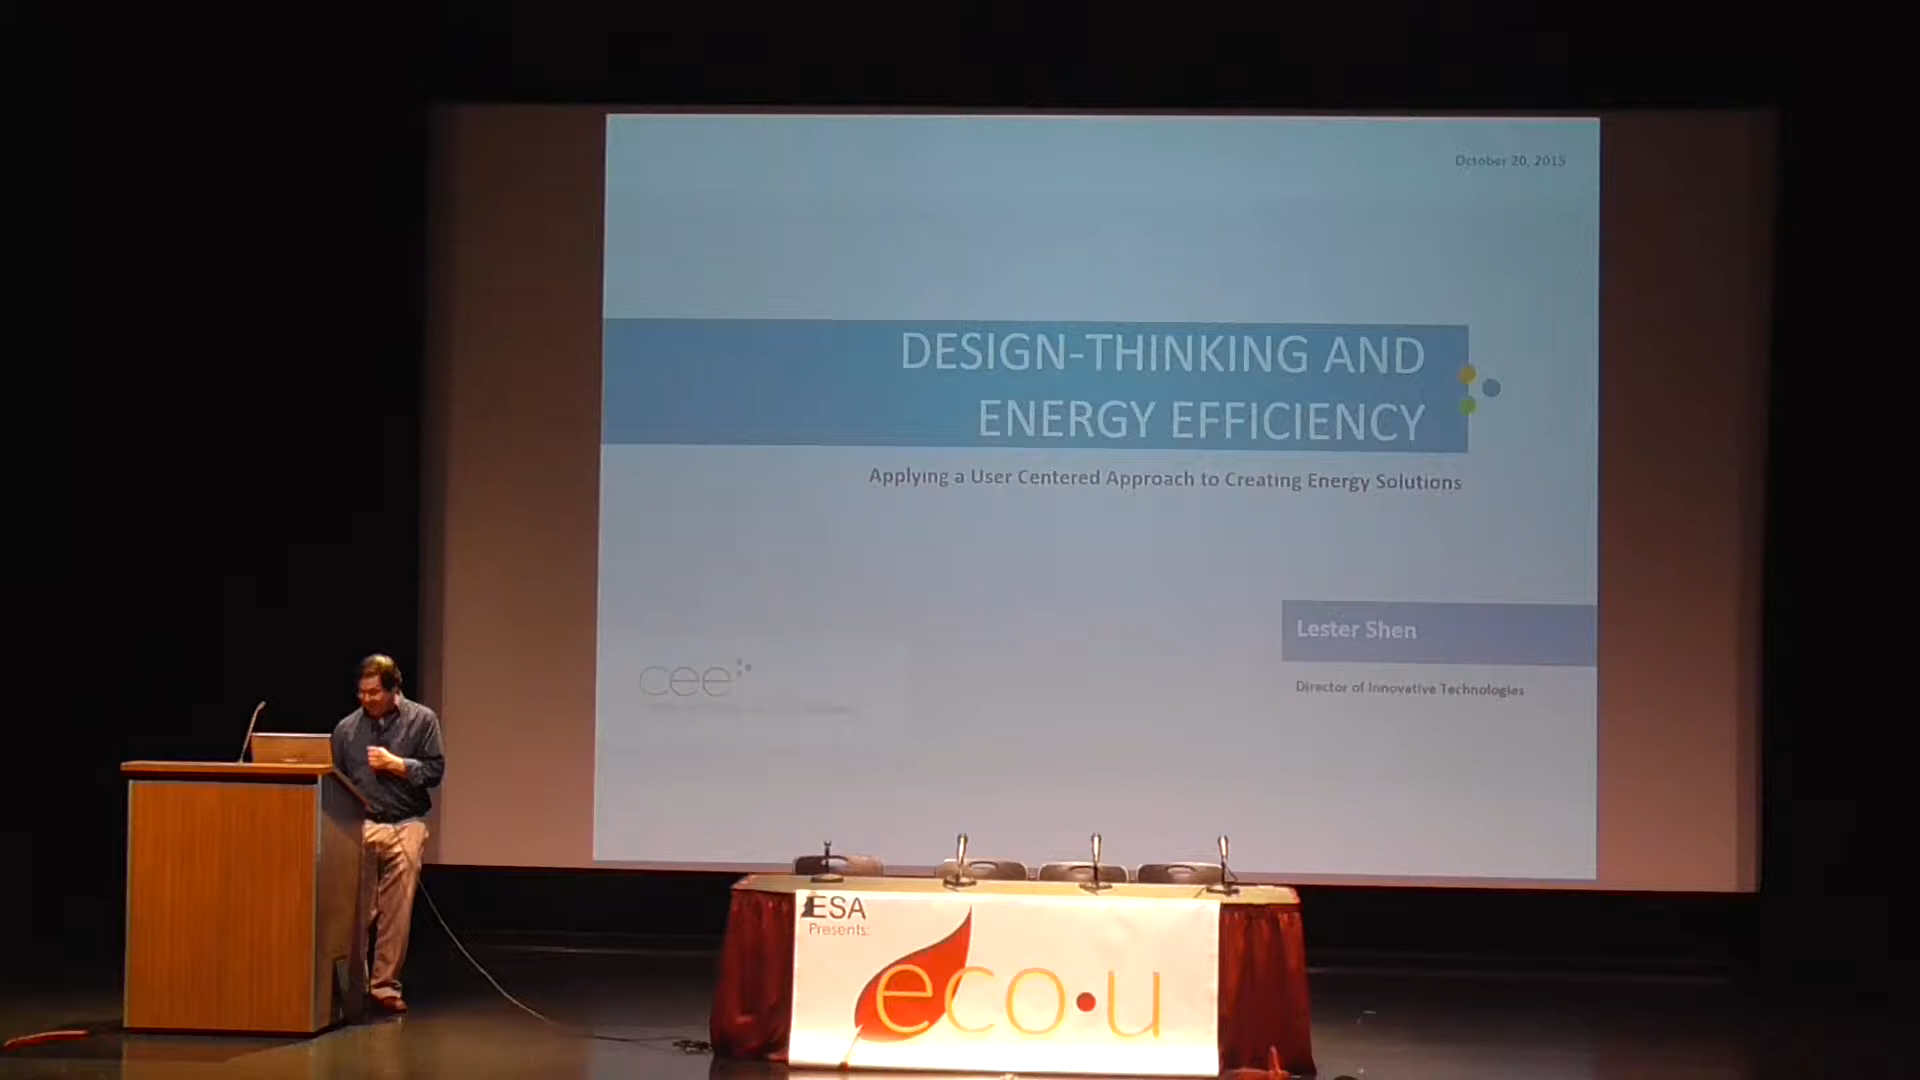 October 20, 2015
DESIGN-THINKING AND
ENERGY EFFICIENCY
Applying a User Centered Approach to Creating Energy Solutions
Lester Shen
Director of Innovative Technologies
cee
ESA
Presents:
eco•u